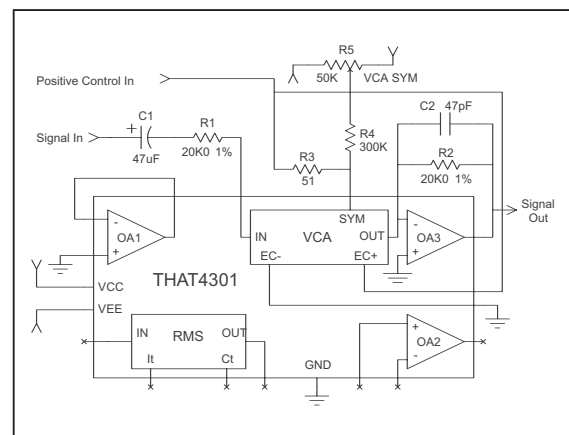 R5
50K
VCA SYM
Positive Control In
C1
+
47uF
Signal In
R1
20K0 1%
R4
300K
R3
51
C2 47pF
R2
20K0 1%
Signal
Out
SYM
IN
VCA
OUT
EC-
EC+
-
+
OA1
-
+
OA3
THAT4301
VCC
VEE
IN
RMS
OUT
It
Ct
GND
+
-
OA2